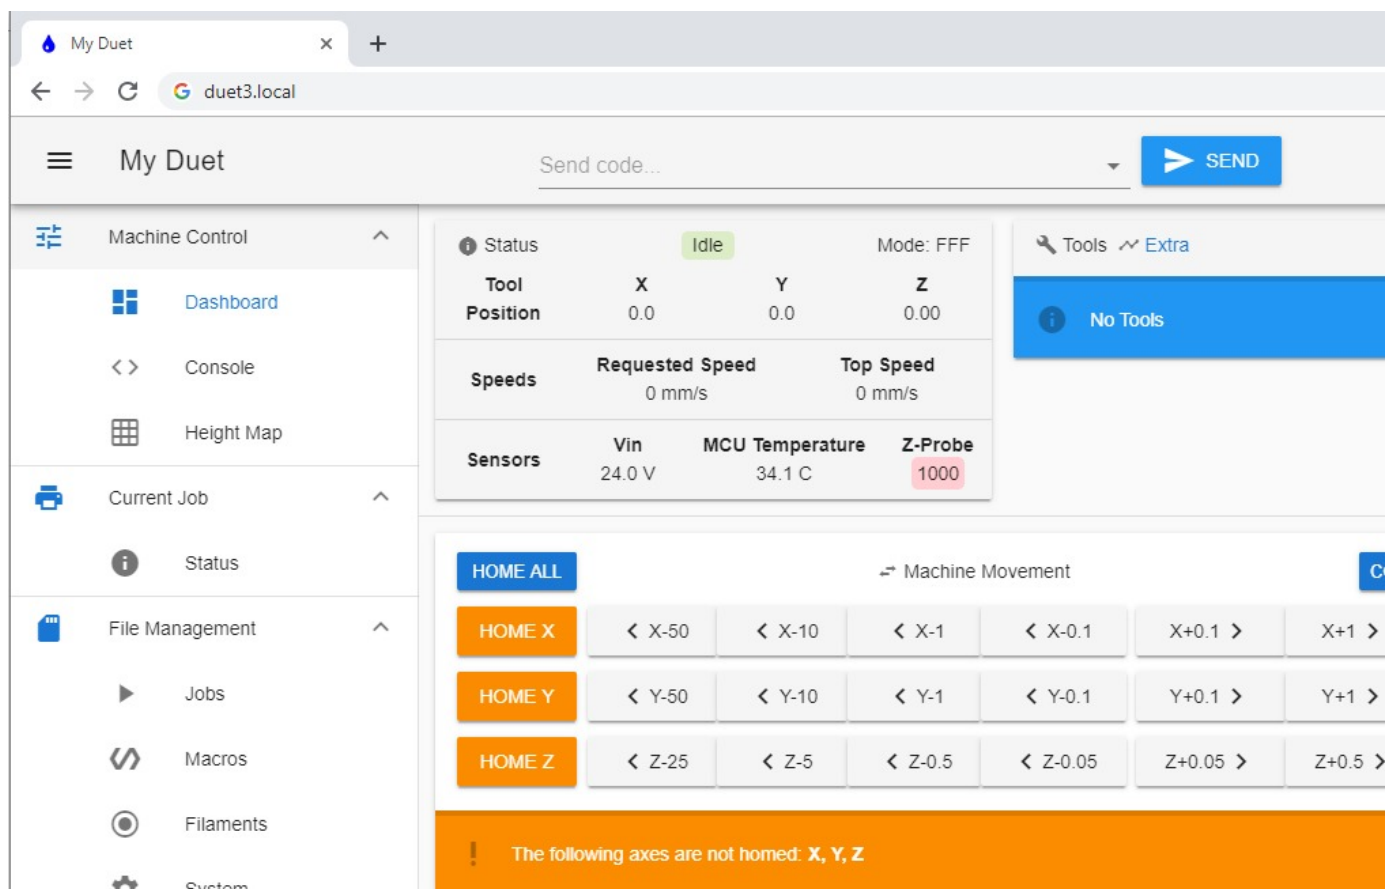 My Duet
duet3.local
My Duet
Send code...
SEND
Machine Control
Dashboard
Console
Height Map
Current Job
Status
File Management
Jobs
Macros
Filaments
System
Status Idle Mode: FFF
Tool Position X Y Z
0.0 0.0 0.00
Speeds Requested Speed Top Speed
0 mm/s 0 mm/s
Sensors Vin MCU Temperature Z-Probe
24.0 V 34.1 C 1000
Tools Extra
No Tools
HOME ALL Machine Movement CO
HOME X X-50 X-10 X-1 X-0.1 X+0.1 X+1
HOME Y Y-50 Y-10 Y-1 Y-0.1 Y+0.1 Y+1
HOME Z Z-25 Z-5 Z-0.5 Z-0.05 Z+0.05 Z+0.5
The following axes are not homed: X, Y, Z